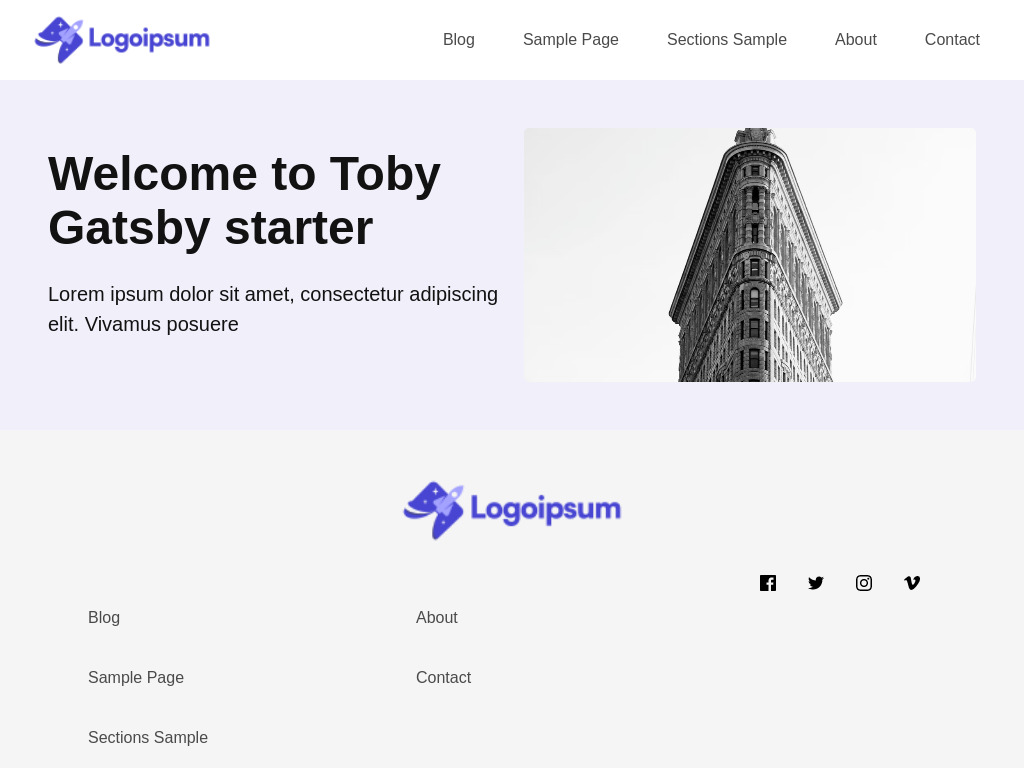 Logoipsum
Blog
Sample Page
Sections Sample
About
Contact
Welcome to Toby
Gatsby starter
Lorem ipsum dolor sit amet, consectetur adipiscing
elit. Vivamus posuere
Logoipsum
Blog
About
Sample Page
Contact
Sections Sample